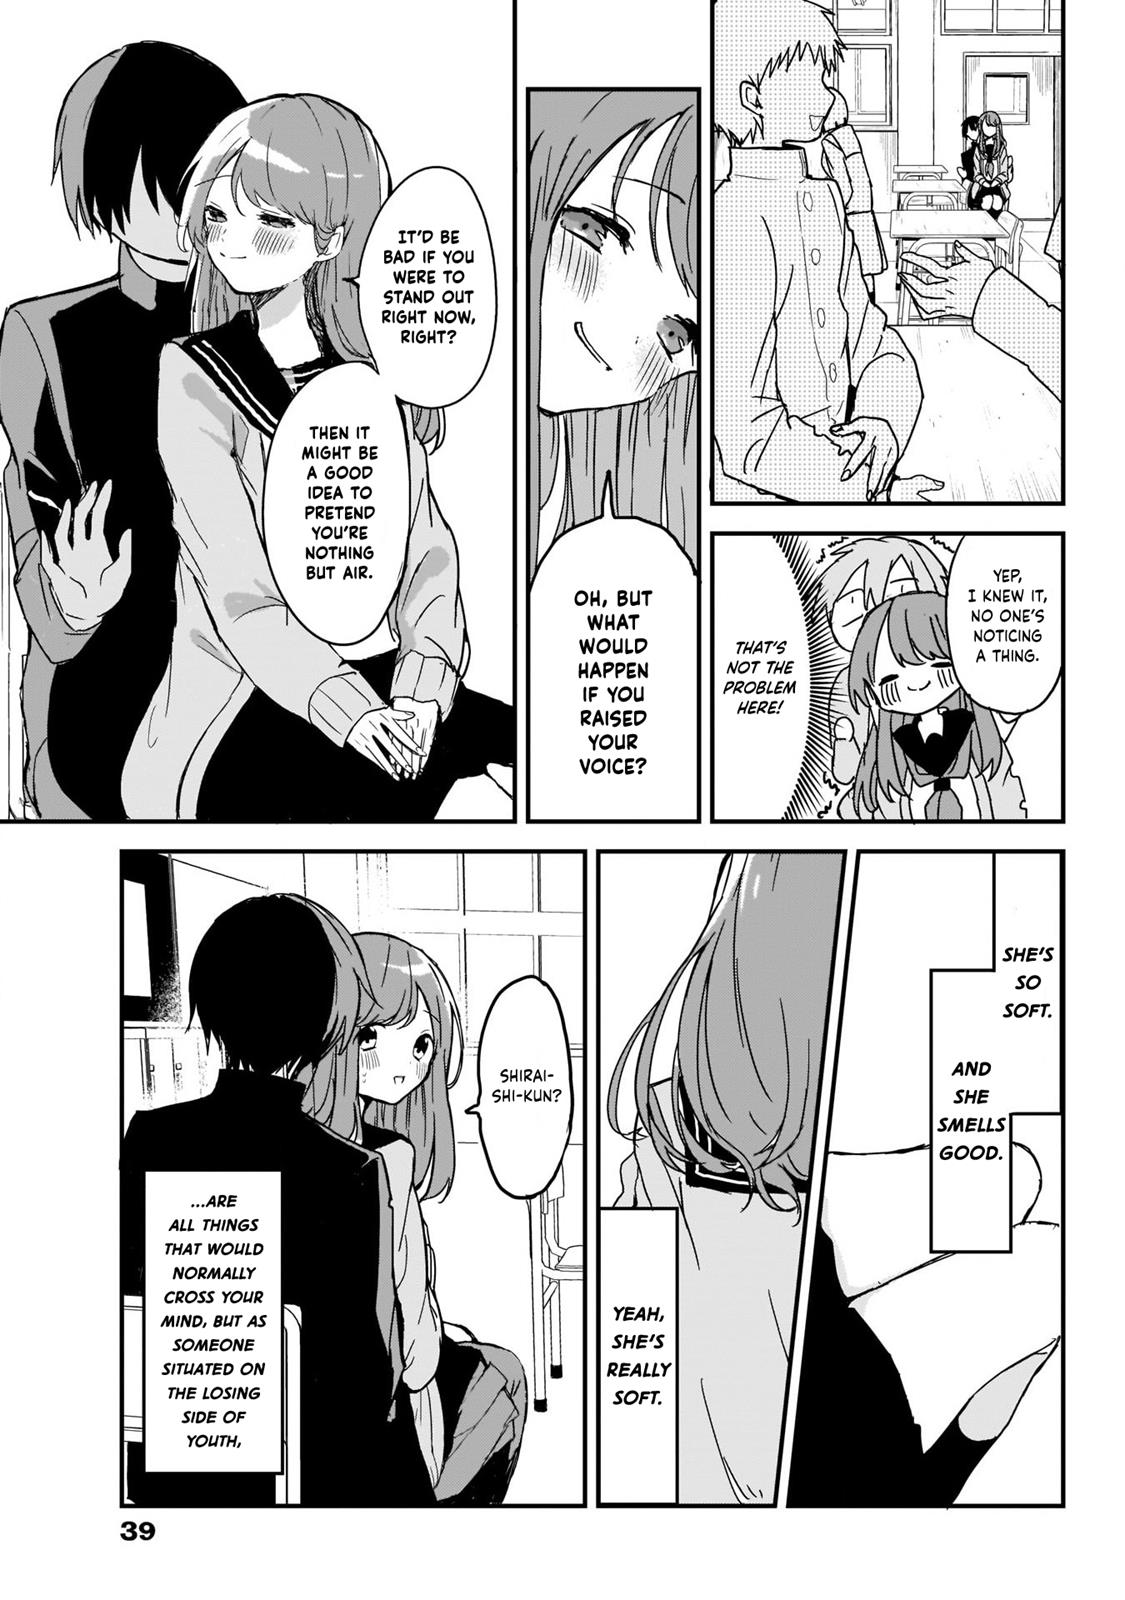 YEP,
I KNEW IT,
NO ONE'S
NOTICING
A THING.
THAT'S
NOT THE
PROBLEM
HERE!
OH, BUT
WHAT
WOULD
HAPPEN
IF YOU
RAISED
YOUR
VOICE?
IT'D BE
BAD IF YOU
WERE TO
STAND OUT
RIGHT NOW,
RIGHT?
THEN IT
MIGHT BE
A GOOD
IDEA TO
PRETEND
YOU'RE
NOTHING
BUT AIR.
SHE'S
SO
SOFT.
AND
SHE
SMELLS
GOOD.
YEAH,
SHE'S
REALLY
SOFT.
SHIRAI-
SHI-KUN?
...ARE
ALL THINGS
THAT WOULD
NORMALLY
CROSS YOUR
MIND, BUT AS
SOMEONE
SITUATED ON
THE LOSING
SIDE OF
YOUTH,
39